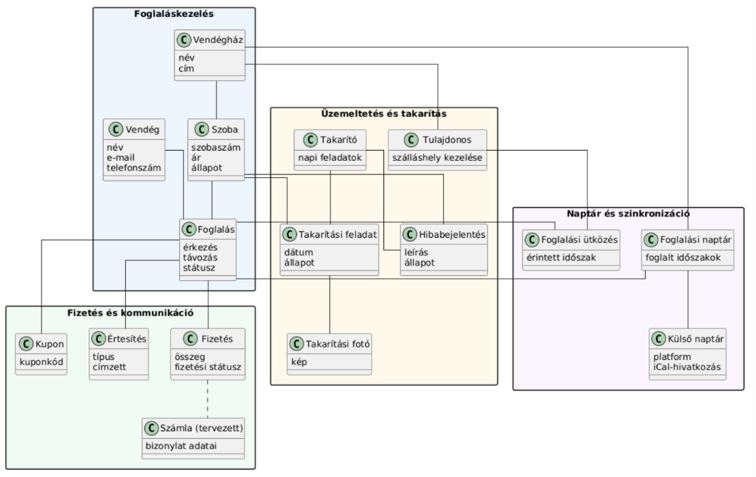 Foglaláskezelés
C Vendégház
név
cím
C Vendég
név
e-mail
telefonszám
C Szoba
szobaszám
ár
állapot
C Foglalás
érkezés
távozás
státusz
Üzemeltetés és takarítás
C Takarító
napi feladatok
C Tulajdonos
szálláshely kezelése
C Takarítási feladat
dátum
állapot
C Hibabejelentés
leírás
állapot
C Takarítási fotó
kép
Naptár és szinkronizáció
C Foglalási ütközés
érintett időszak
C Foglalási naptár
foglalt időszakok
C Külső naptár
platform
iCal-hivatkozás
Fizetés és kommunikáció
C Kupon
kuponkód
C Értesítés
típus
címzett
C Fizetés
összeg
fizetési státusz
C Számla (tervezett)
bizonylat adatai